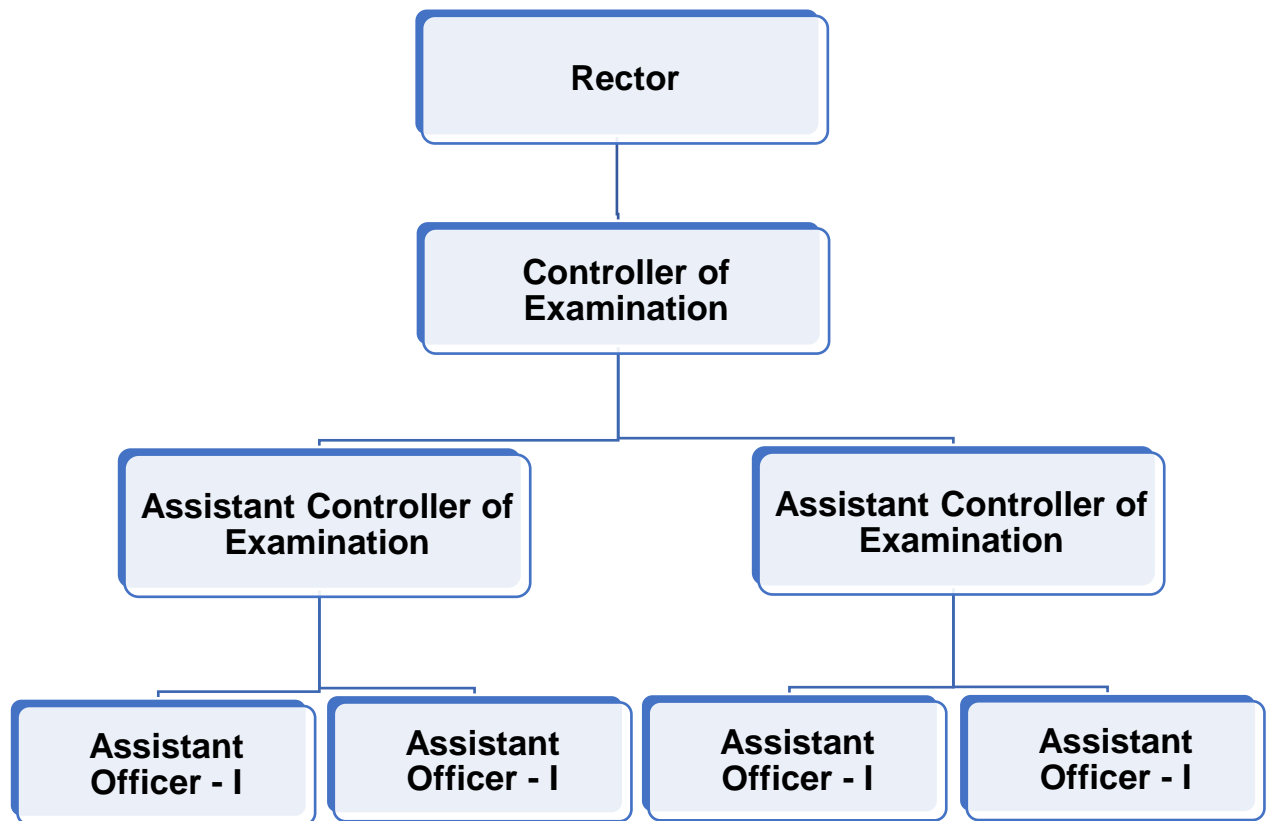 Rector
Controller of
Examination
Assistant Controller of
Examination
Assistant Controller of
Examination
Assistant
Officer - I
Assistant
Officer - I
Assistant
Officer - I
Assistant
Officer - I